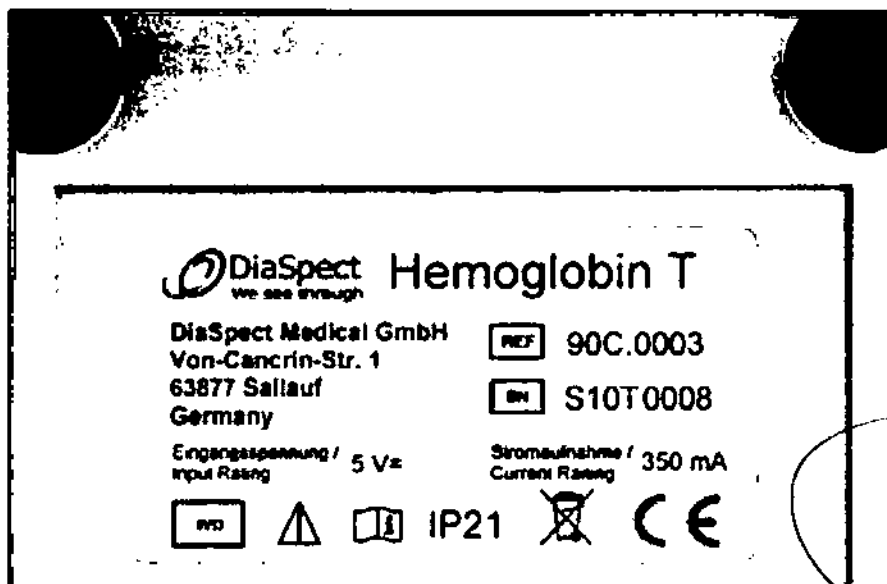 DiaSpect Hemoglobin T
We see through
DiaSpect Medical GmbH
Von-Cancrin-Str. 1
63877 Sailauf
Germany
REF 90C.0003
SN S10T0008
Eingangsspannung /
Input Rating
5 V
Stromaufnahme /
Current Raiing
350 mA
IVD
IP21
CE